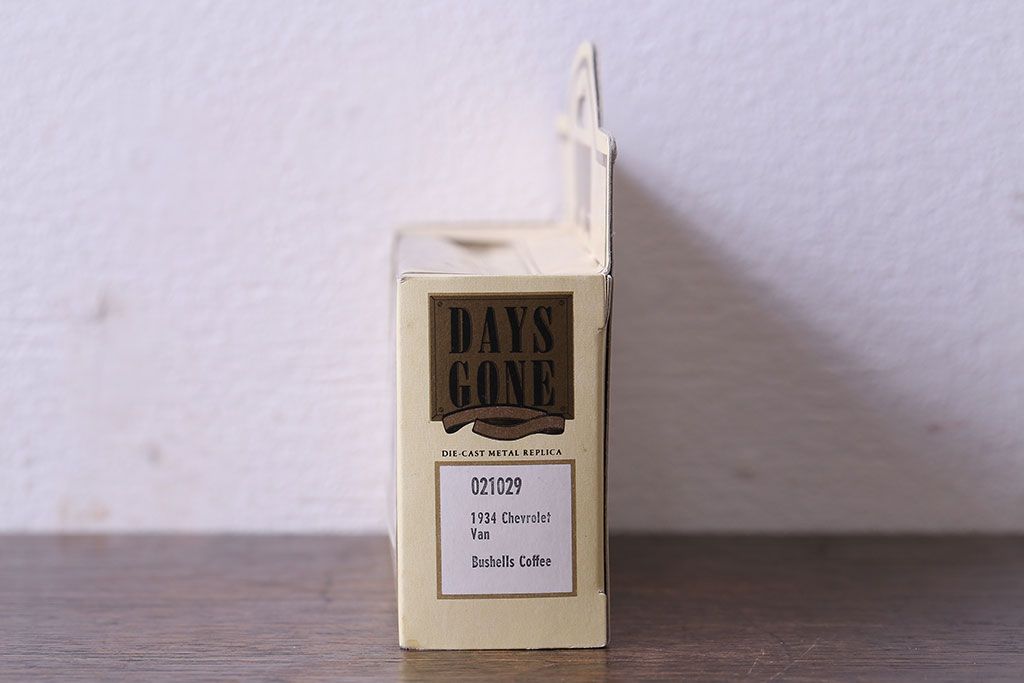 DAYS
GONE
DIE-CAST METAL REPLICA
021029
1934 Chevrolet
Van
Bushells Coffee